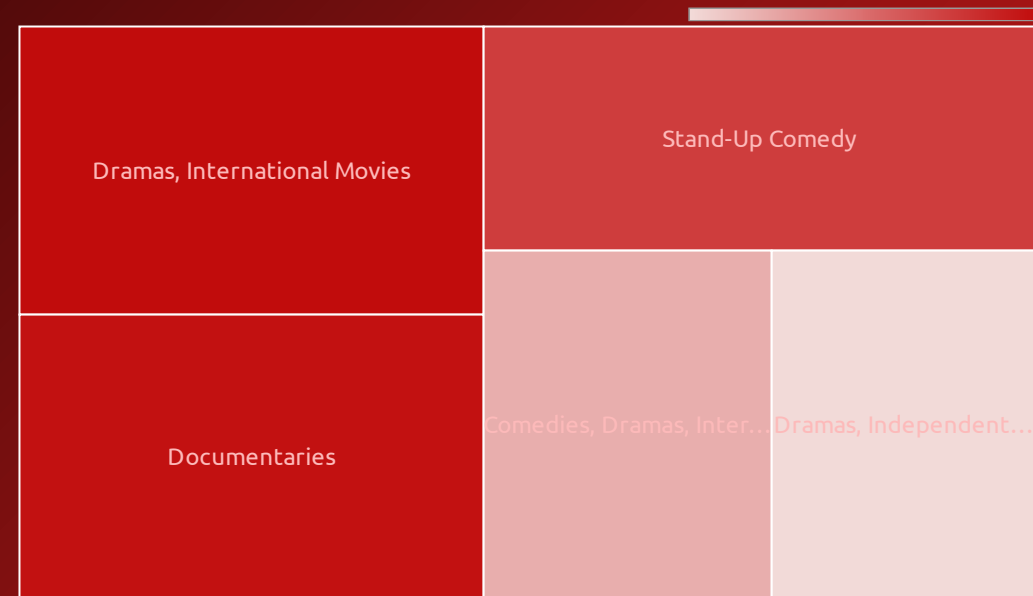 Dramas, International Movies
Stand-Up Comedy
Documentaries
Comedies, Dramas, Inter...
Dramas, Independent...